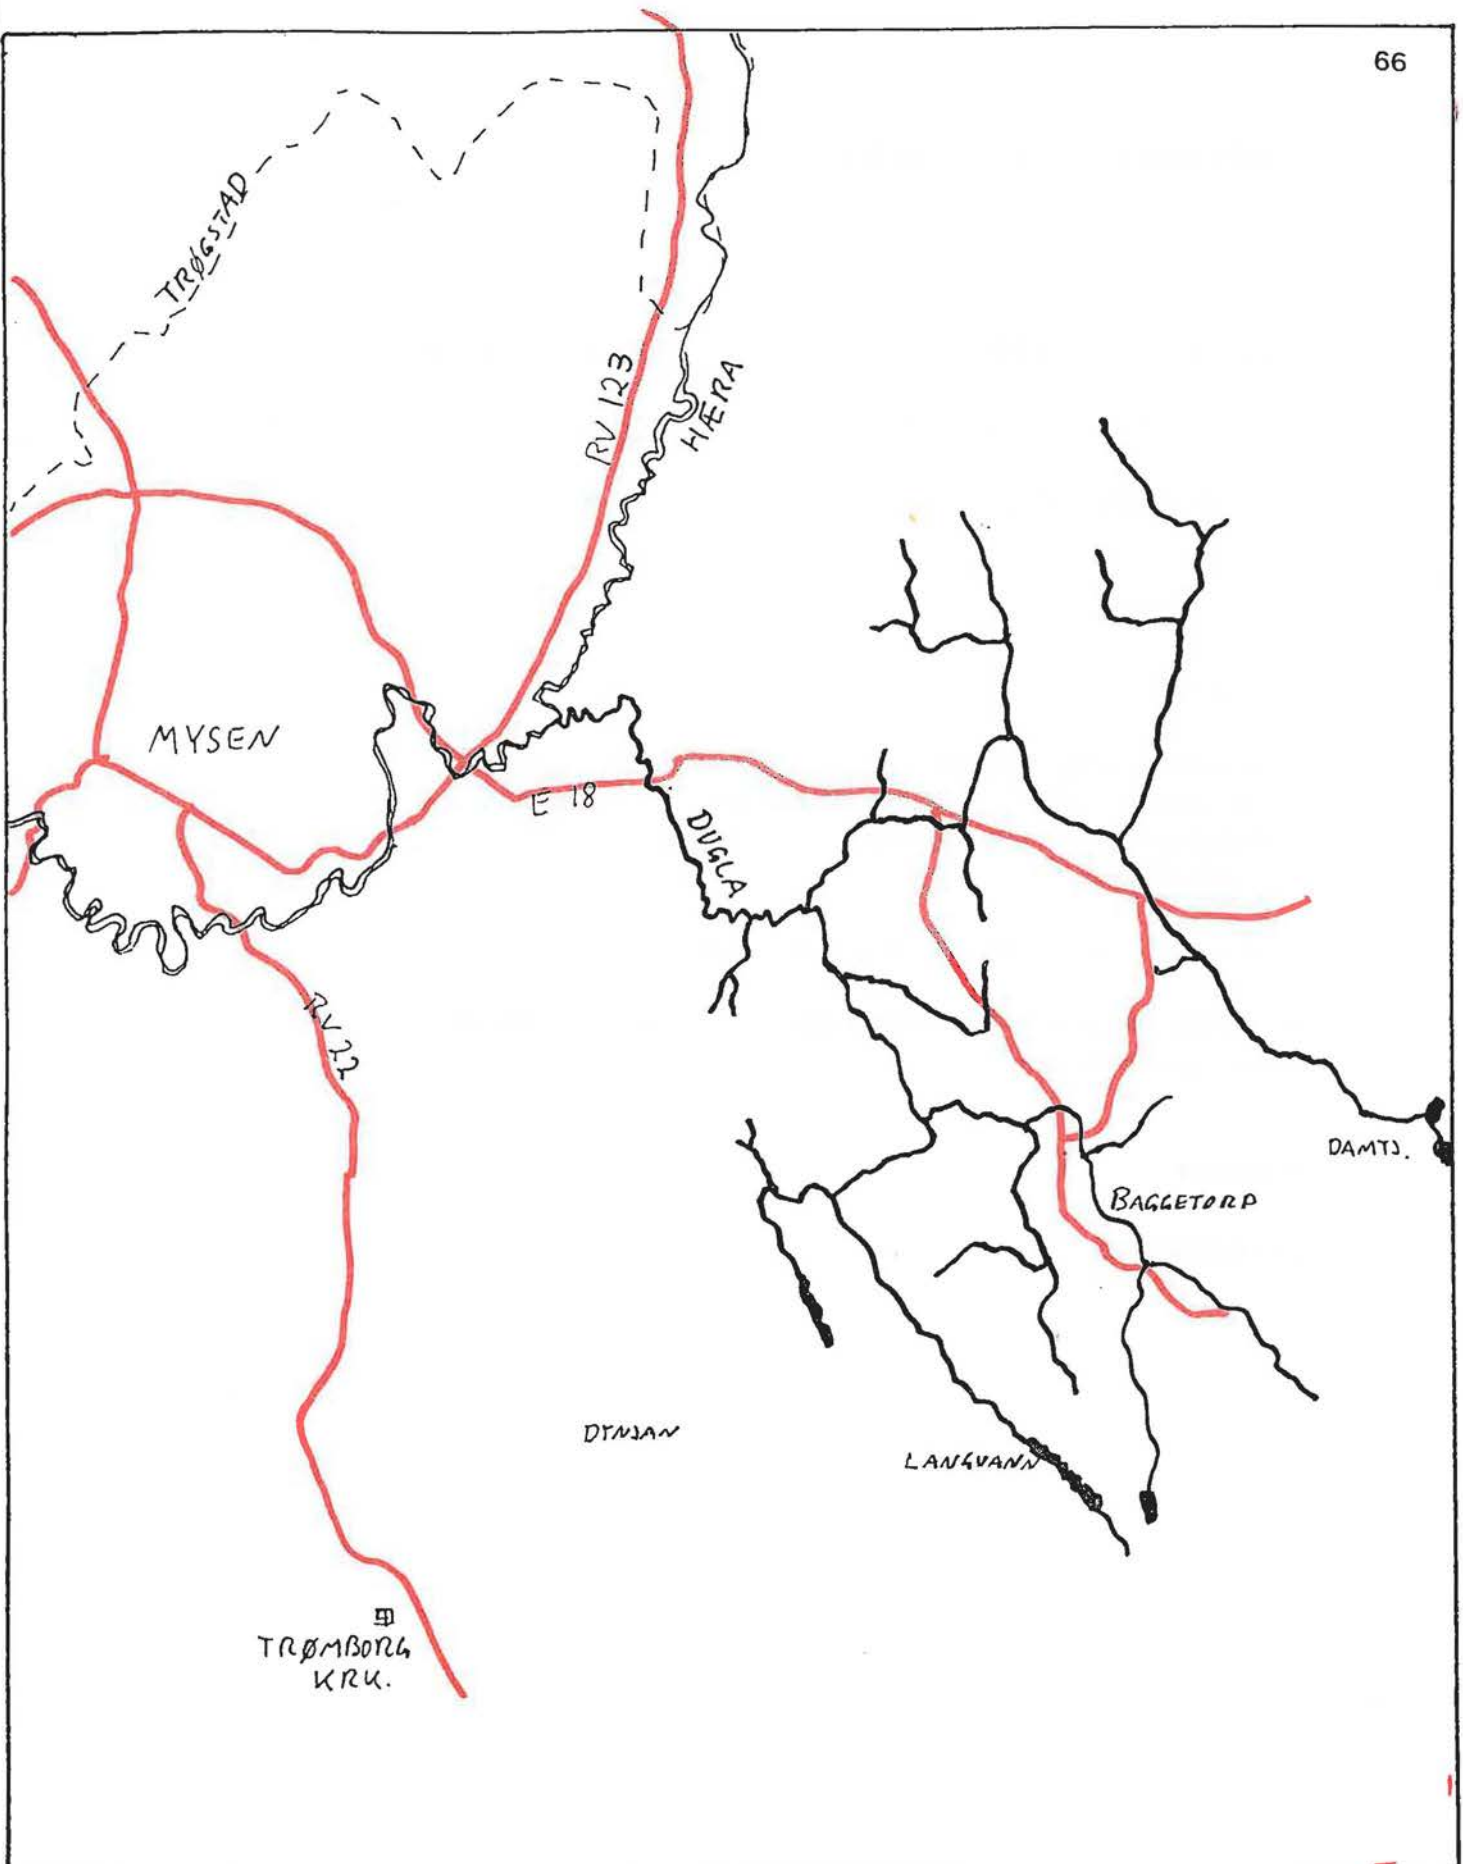 66
TRØGSTAD
RV 123
HÆRA
MYSEN
E 18
DUGLA
RV 22
DAMTJ.
BAGGETORP
DYNJAN
LANGVANN
TRØMBORG
KRK.